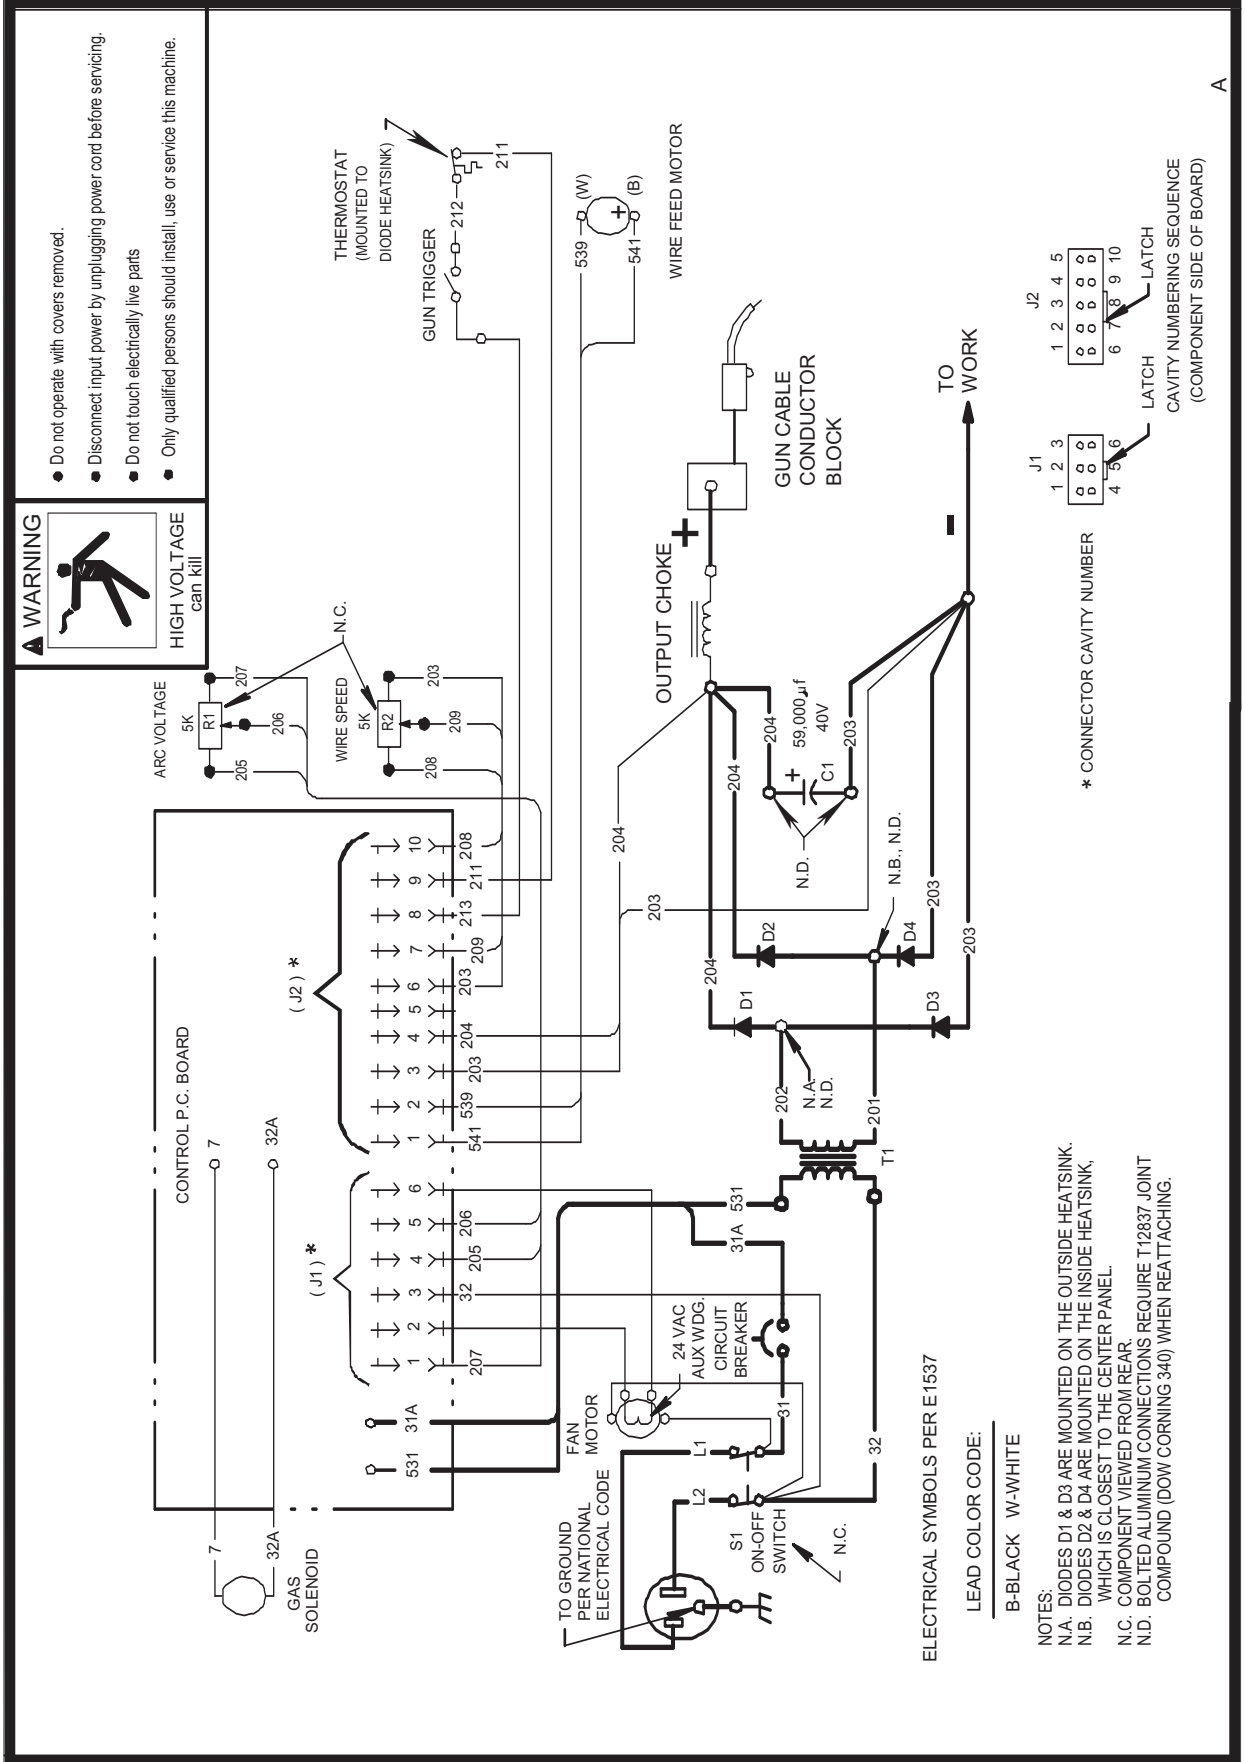 WARNING
HIGH VOLTAGE
can kill
● Do not operate with covers removed.
● Disconnect input power by unplugging power cord before servicing.
● Do not touch electrically live parts
● Only qualified persons should install, use or service this machine.
CONTROL P.C. BOARD
7
32A
7
32A
GAS
SOLENOID
( J1 ) *
( J2 ) *
531
31A
1
2
3
4
5
6
1
2
3
4
5
6
7
8
9
10
207
32
205
206
541
539
203
204
203
209
213
211
208
ARC VOLTAGE
5K
R1
205
206
207
N.C.
WIRE SPEED
5K
R2
208
209
203
THERMOSTAT
(MOUNTED TO
DIODE HEATSINK)
GUN TRIGGER
212
211
539
(W)
+
541
(B)
WIRE FEED MOTOR
FAN
MOTOR
24 VAC
AUX WDG.
CIRCUIT
BREAKER
TO GROUND
PER NATIONAL
ELECTRICAL CODE
L1
L2
S1
ON-OFF
SWITCH
N.C.
31
32
31A
531
T1
202
201
N.A.
N.D.
D1
D2
D3
D4
N.B., N.D.
204
204
204
204
203
203
203
203
+
C1
59,000 µf
40V
N.D.
OUTPUT CHOKE
+
GUN CABLE
CONDUCTOR
BLOCK
-
TO
WORK
ELECTRICAL SYMBOLS PER E1537
LEAD COLOR CODE:
B-BLACK W-WHITE
NOTES:
N.A. DIODES D1 & D3 ARE MOUNTED ON THE OUTSIDE HEATSINK.
N.B. DIODES D2 & D4 ARE MOUNTED ON THE INSIDE HEATSINK,
WHICH IS CLOSEST TO THE CENTER PANEL.
N.C. COMPONENT VIEWED FROM REAR.
N.D. BOLTED ALUMINUM CONNECTIONS REQUIRE T12837 JOINT
COMPOUND (DOW CORNING 340) WHEN REATTACHING.
* CONNECTOR CAVITY NUMBER
J1
1 2 3
4 5 6
LATCH
J2
1 2 3 4 5
6 7 8 9 10
LATCH
CAVITY NUMBERING SEQUENCE
(COMPONENT SIDE OF BOARD)
A